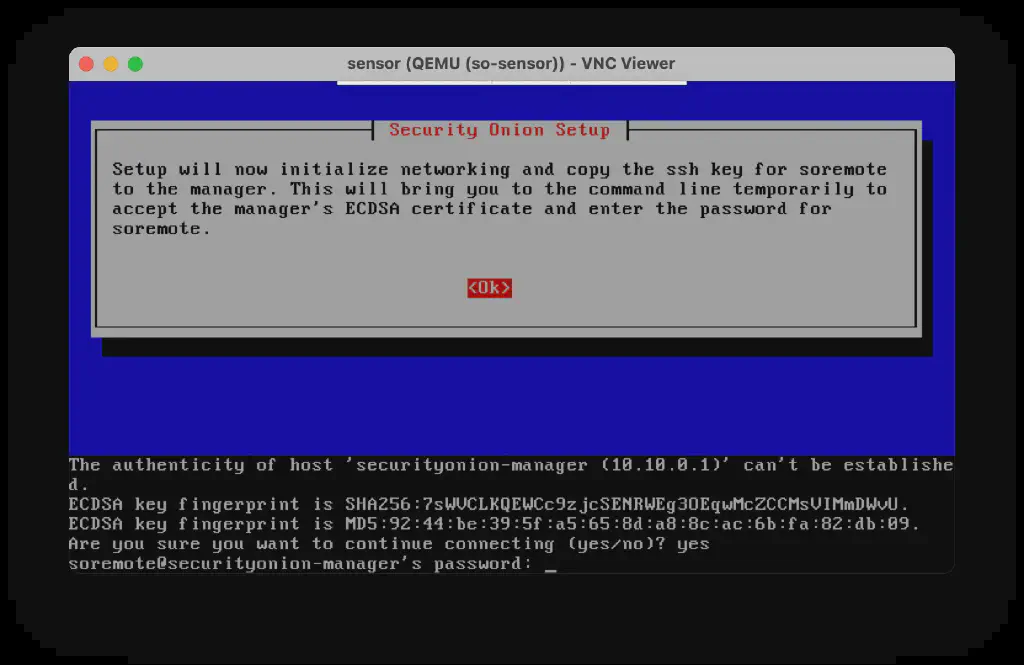 sensor (QEMU (so-sensor)) - VNC Viewer
Security Onion Setup
Setup will now initialize networking and copy the ssh key for soremote
to the manager. This will bring you to the command line temporarily to
accept the manager's ECDSA certificate and enter the password for
soremote.
<Ok>
The authenticity of host 'securityonion-manager (10.10.0.1)' can't be establishe
d.
ECDSA key fingerprint is SHA256:7sWVCLKQEWCc9zjcSENRWEg3OEqwMcZCCMsVIMmDWvU.
ECDSA key fingerprint is MD5:92:44:be:39:5f:a5:65:8d:a8:8c:ac:6b:fa:82:db:09.
Are you sure you want to continue connecting (yes/no)? yes
soremote@securityonion-manager's password: _